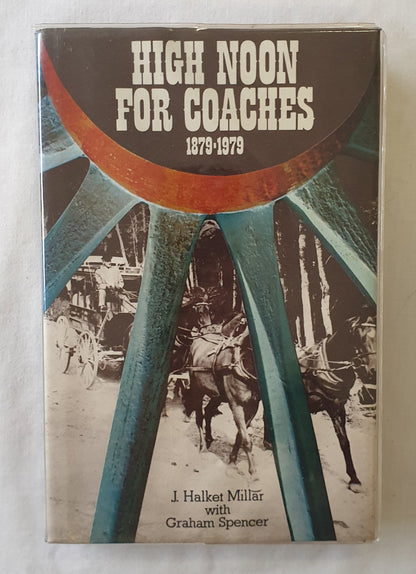 HIGH NOON
FOR COACHES
1879·1979
J. Halket Millar
with
Graham Spencer